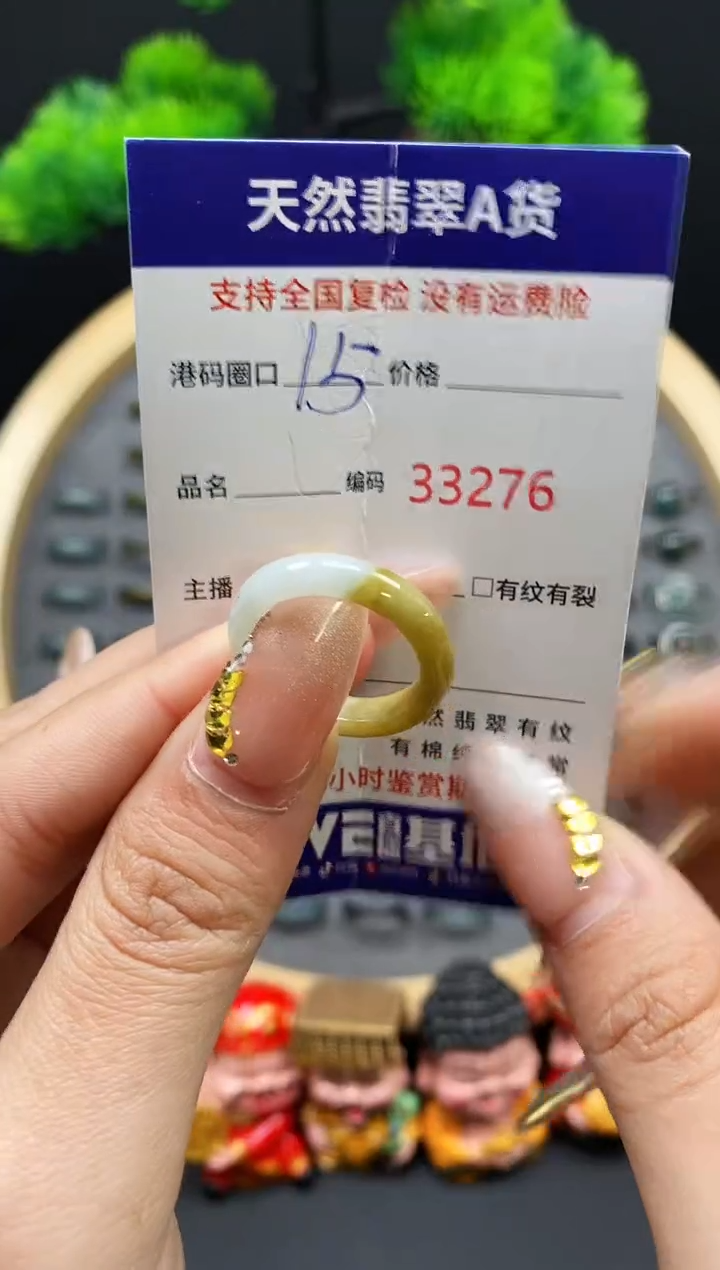 天然翡翠A货
支持全国复检 没有运费险
港码圈口 15 价格
品名 编码 33276
主播 □有纹有裂
然翡翠有纹
有棉
小时鉴赏期
基